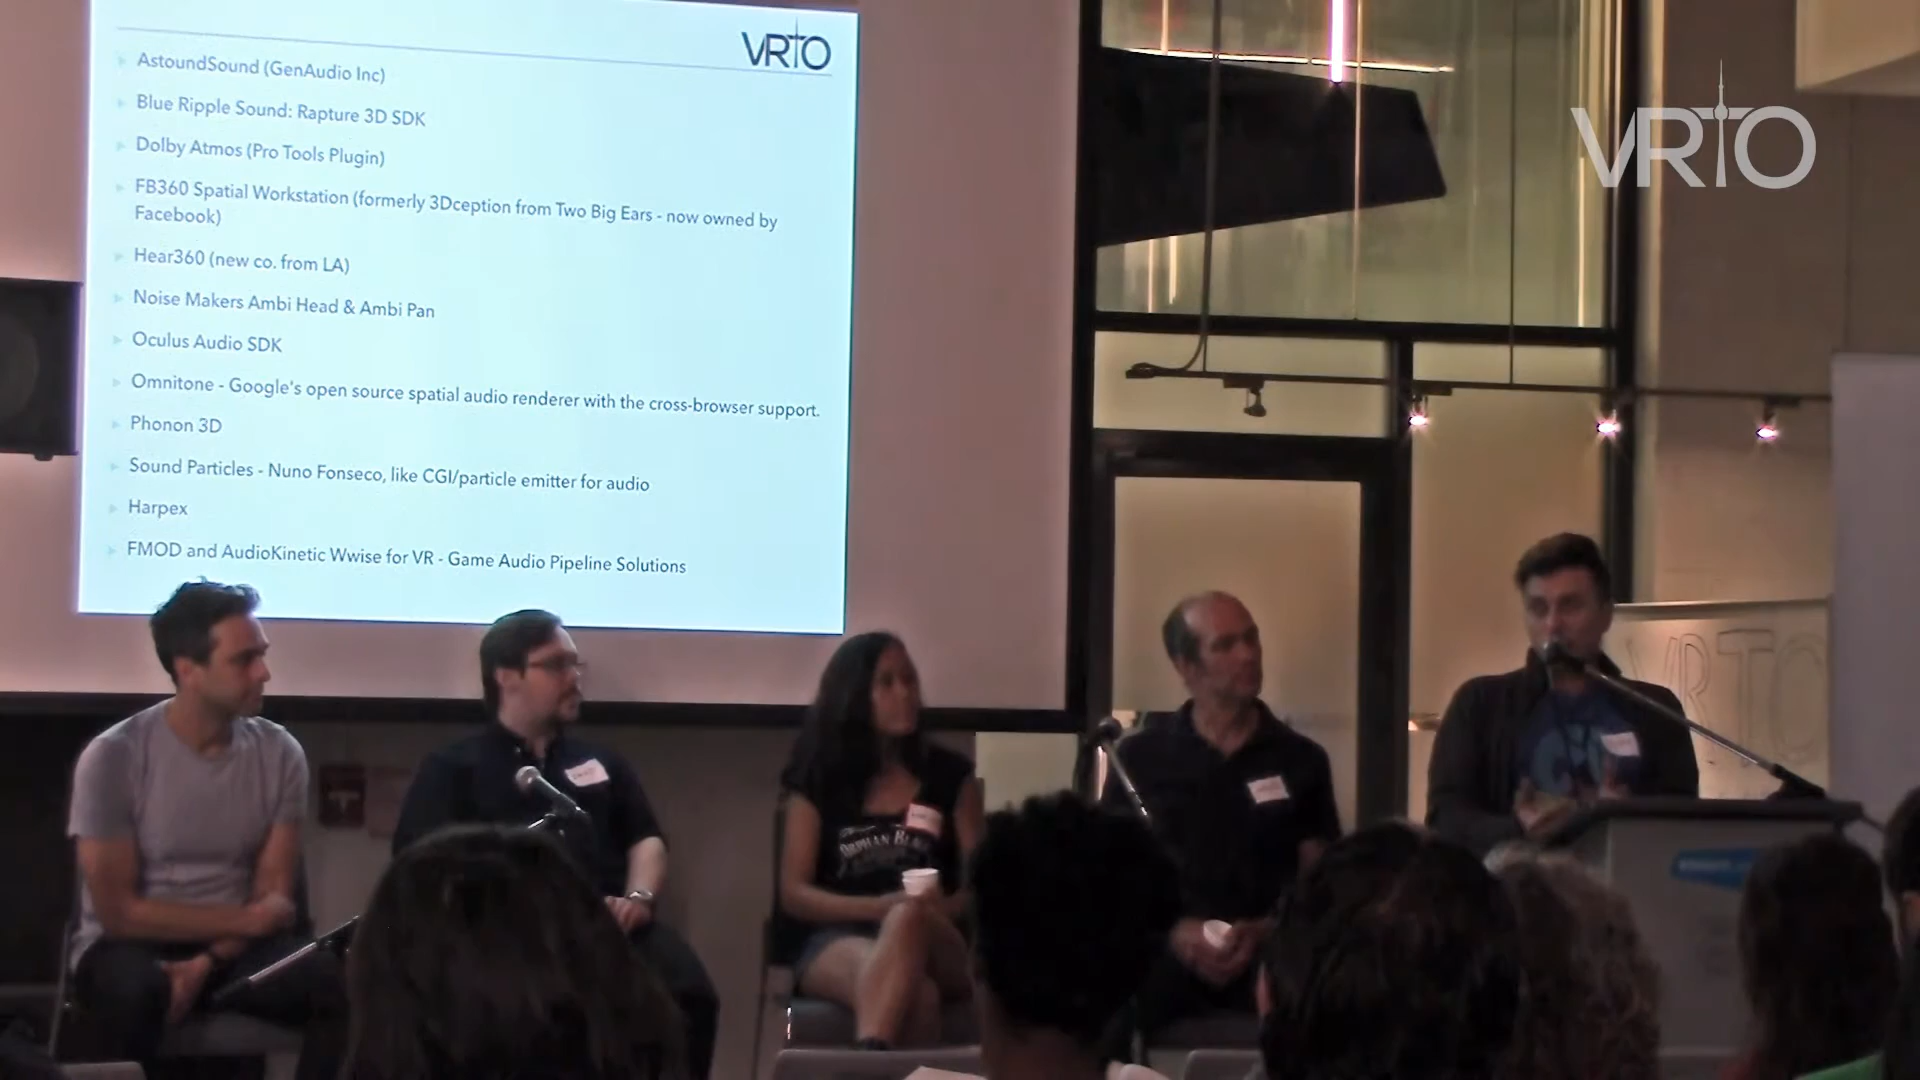 VRTO
AstoundSound (GenAudio Inc)
Blue Ripple Sound: Rapture 3D SDK
Dolby Atmos (Pro Tools Plugin)
FB360 Spatial Workstation (formerly 3Dception from Two Big Ears - now owned by
Facebook)
Hear360 (new co. from LA)
Noise Makers Ambi Head & Ambi Pan
Oculus Audio SDK
Omnitone - Google's open source spatial audio renderer with the cross-browser support.
Phonon 3D
Sound Particles - Nuno Fonseco, like CGI/particle emitter for audio
Harpex
FMOD and AudioKinetic Wwise for VR - Game Audio Pipeline Solutions
VRTO
VRTO
ORPHAN BLACK